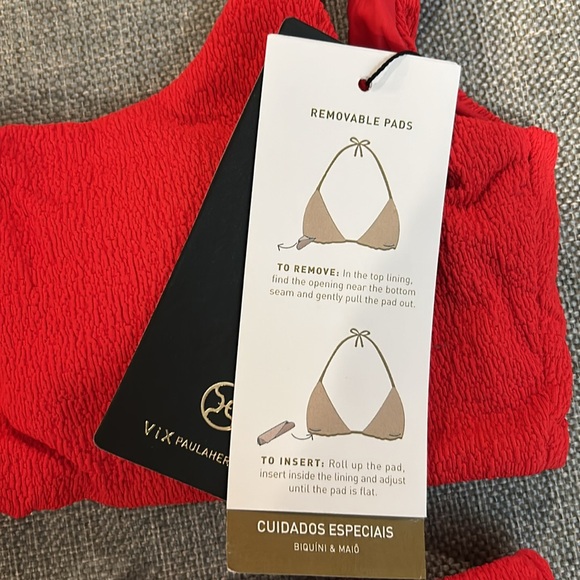 REMOVABLE PADS
TO REMOVE: In the top lining,
find the opening near the bottom
seam and gently pull the pad out.
TO INSERT: Roll up the pad,
insert inside the lining and adjust
until the pad is flat.
CUIDADOS ESPECIAIS
BIQUÍNI & MAIÔ
ViX PAULAHER